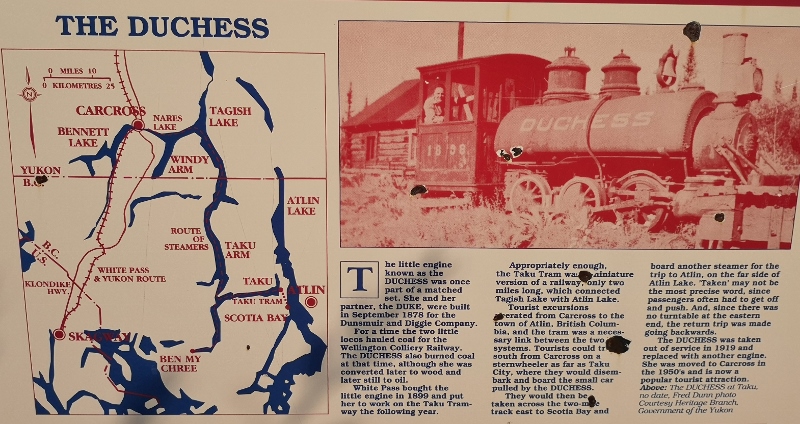 THE DUCHESS
0 MILES 10
0 KILOMETRES 25
N
CARCROSS
NARES
LAKE
TAGISH
LAKE
BENNETT
LAKE
WINDY
ARM
YUKON
B.C.
ATLIN
LAKE
ROUTE
OF
STEAMERS
TAKU
ARM
B.C.
U.S.
WHITE PASS
& YUKON ROUTE
KLONDIKE
HWY.
TAKU
ATLIN
TAKU TRAM
SCOTIA BAY
SKAGWAY
BEN MY
CHREE
DUCHESS
1898
The little engine
known as the
DUCHESS was once
part of a matched
set. She and her
partner, the DUKE, were built
in September 1878 for the
Dunsmuir and Diggle Company.
For a time the two little
locos hauled coal for the
Wellington Colliery Railway.
The DUCHESS also burned coal
at that time, although she was
converted later to wood and
later still to oil.
White Pass bought the
little engine in 1899 and put
her to work on the Taku Tram-
way the following year.
Appropriately enough,
the Taku Tram was a miniature
version of a railway, only two
miles long, which connected
Tagish Lake with Atlin Lake.
Tourist excursions
operated from Carcross to the
town of Atlin, British Colum-
bia, and the tram was a neces-
sary link between the two
systems. Tourists could travel
south from Carcross on a
sternwheeler as far as Taku
City, where they would disem-
bark and board the small car
pulled by the DUCHESS.
They would then be
taken across the two-mile
track east to Scotia Bay and
board another steamer for the
trip to Atlin, on the far side of
Atlin Lake. 'Taken' may not be
the most precise word, since
passengers often had to get off
and push. And, since there was
no turntable at the eastern
end, the return trip was made
going backwards.
The DUCHESS was taken
out of service in 1919 and
replaced with another engine.
She was moved to Carcross in
the 1950's and is now a
popular tourist attraction.
Above: The DUCHESS at Taku,
no date, Fred Dunn photo
Courtesy Heritage Branch,
Government of the Yukon